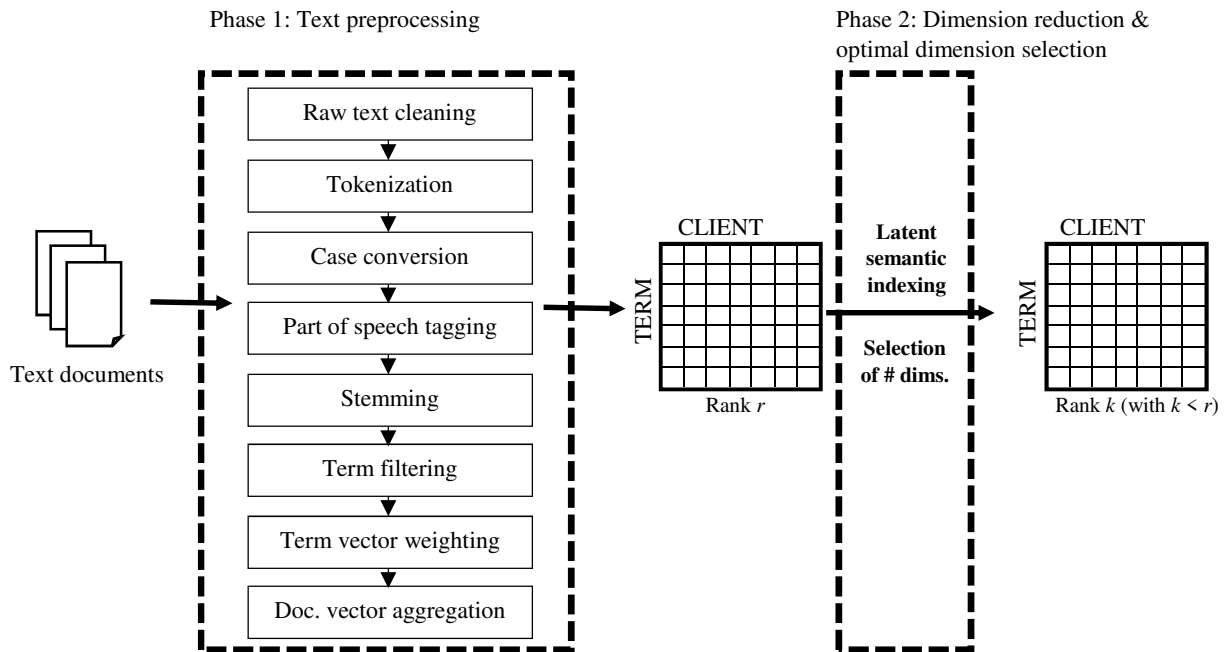 Phase 1: Text preprocessing
Phase 2: Dimension reduction &
optimal dimension selection
Raw text cleaning
Tokenization
Case conversion
Part of speech tagging
Stemming
Term filtering
Term vector weighting
Doc. vector aggregation
Text documents
CLIENT
TERM
Rank r
Latent
semantic
indexing
Selection
of # dims.
CLIENT
TERM
Rank k (with k < r)